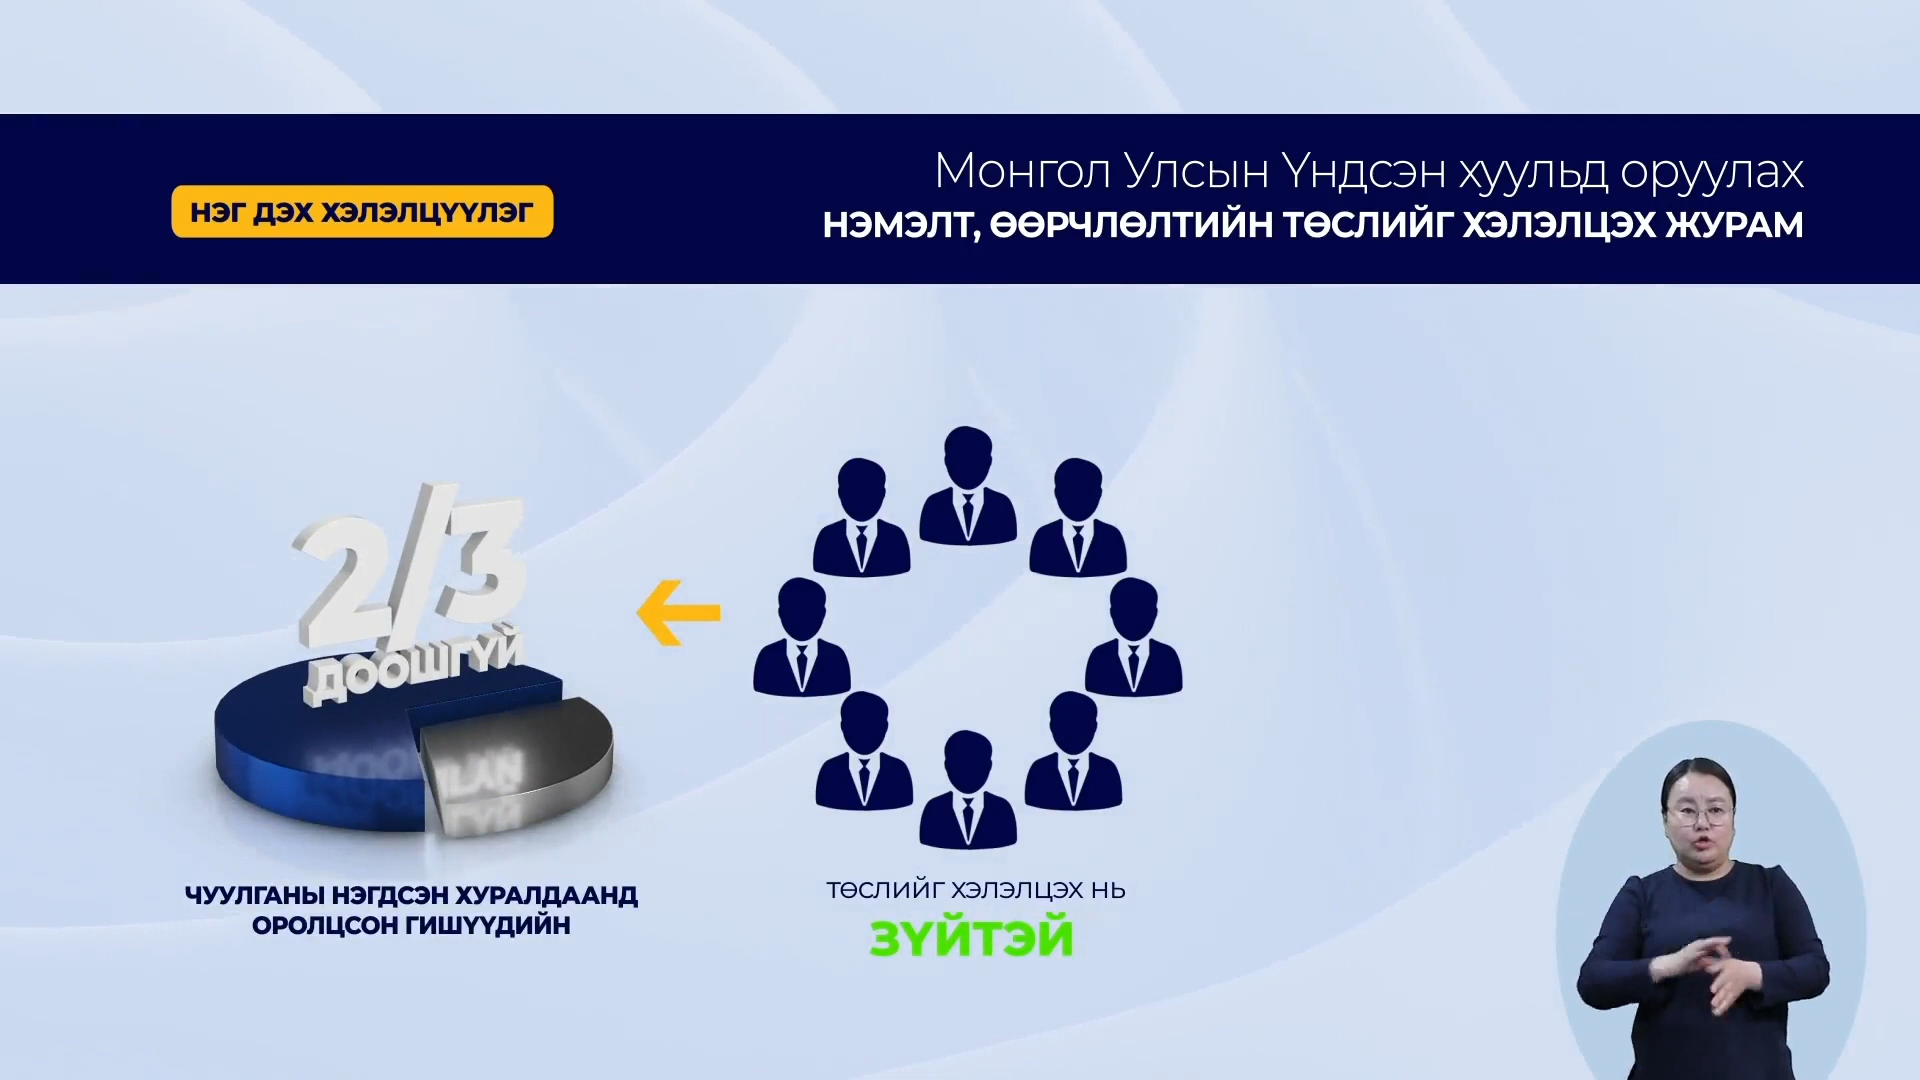 НЭГ ДЭХ ХЭЛЭЛЦҮҮЛЭГ
Монгол Улсын Үндсэн хуульд оруулах
НЭМЭЛТ, ӨӨРЧЛӨЛТИЙН ТӨСЛИЙГ ХЭЛЭЛЦЭХ ЖУРАМ
2/3
ДООШГҮЙ
ЧУУЛГАНЫ НЭГДСЭН ХУРАЛДААНД
ОРОЛЦСОН ГИШҮҮДИЙН
ТӨСЛИЙГ ХЭЛЭЛЦЭХ НЬ
ЗҮЙТЭЙ